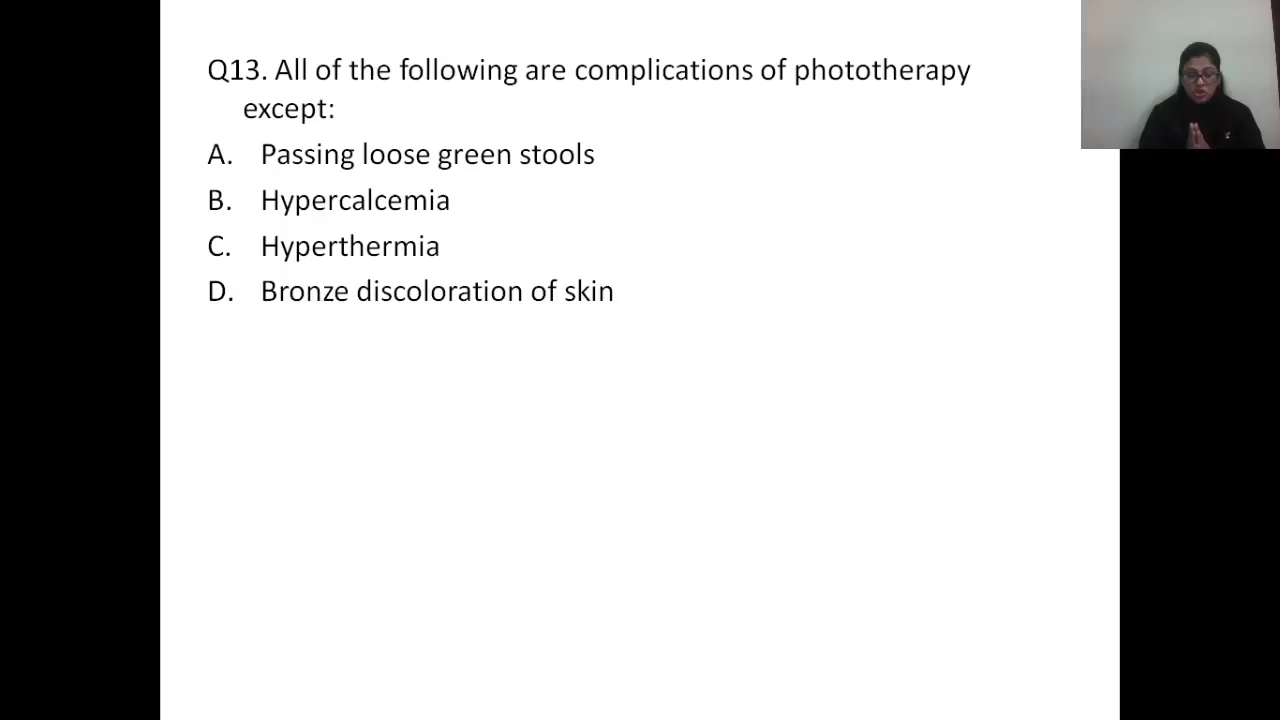 Q13. All of the following are complications of phototherapy
except:
A. Passing loose green stools
B. Hypercalcemia
C. Hyperthermia
D. Bronze discoloration of skin